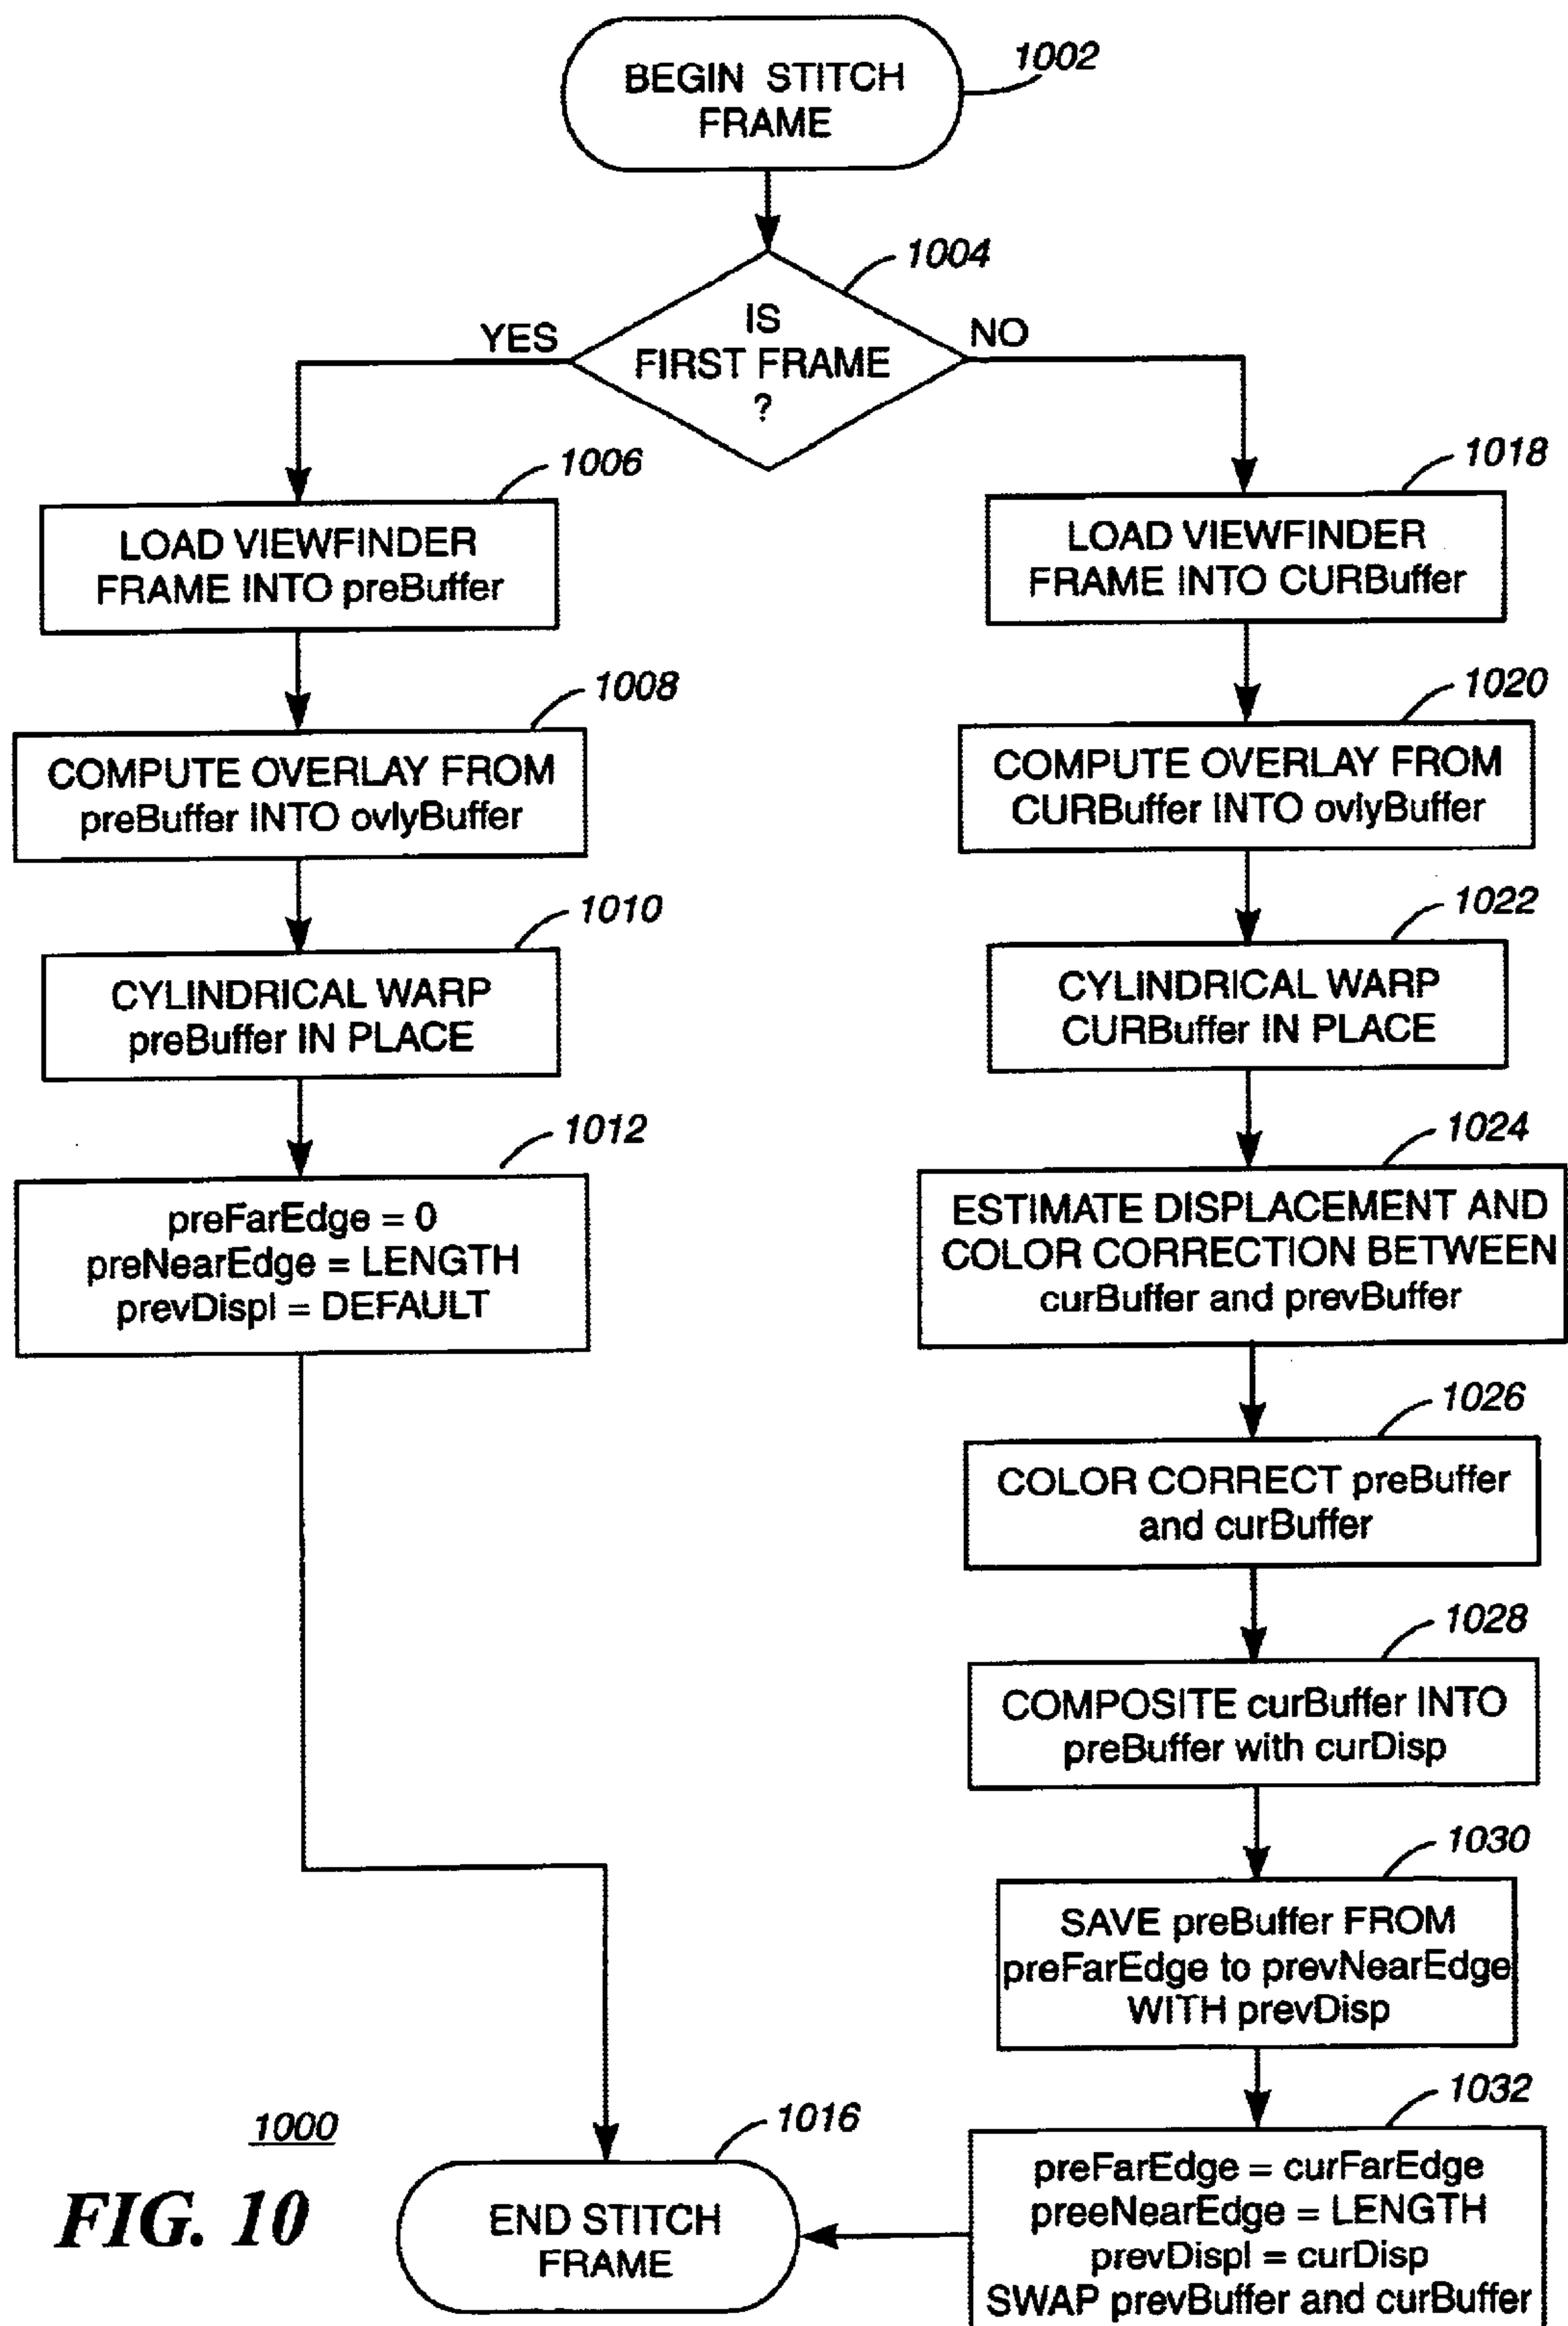 BEGIN STITCH
FRAME
1002
1004
IS
FIRST FRAME
?
YES
NO
1006
LOAD VIEWFINDER
FRAME INTO preBuffer
1008
COMPUTE OVERLAY FROM
preBuffer INTO ovlyBuffer
1010
CYLINDRICAL WARP
preBuffer IN PLACE
1012
preFarEdge = 0
preNearEdge = LENGTH
prevDispl = DEFAULT
1018
LOAD VIEWFINDER
FRAME INTO CURBuffer
1020
COMPUTE OVERLAY FROM
CURBuffer INTO ovlyBuffer
1022
CYLINDRICAL WARP
CURBuffer IN PLACE
1024
ESTIMATE DISPLACEMENT AND
COLOR CORRECTION BETWEEN
curBuffer and prevBuffer
1026
COLOR CORRECT preBuffer
and curBuffer
1028
COMPOSITE curBuffer INTO
preBuffer with curDisp
1030
SAVE preBuffer FROM
preFarEdge to prevNearEdge
WITH prevDisp
1032
preFarEdge = curFarEdge
preeNearEdge = LENGTH
prevDispl = curDisp
SWAP prevBuffer and curBuffer
1016
END STITCH
FRAME
1000
FIG. 10